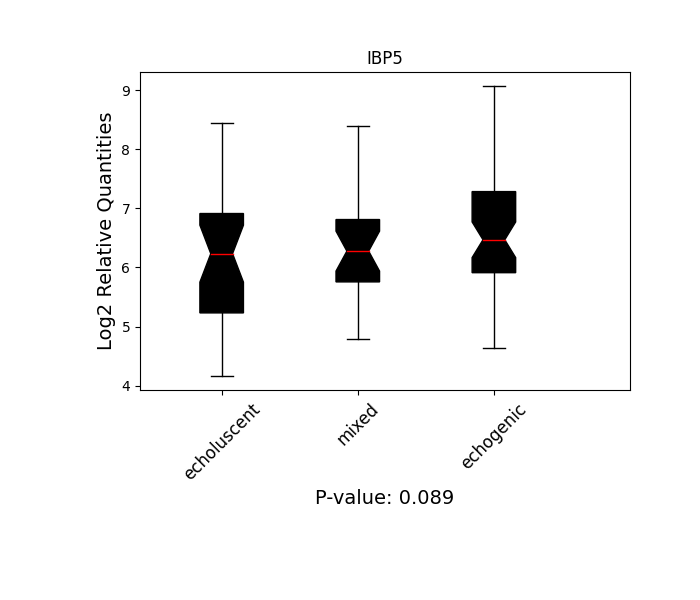 IBP5
Log2 Relative Quantities
9
8
7
6
5
4
echoluscent
mixed
echogenic
P-value: 0.089